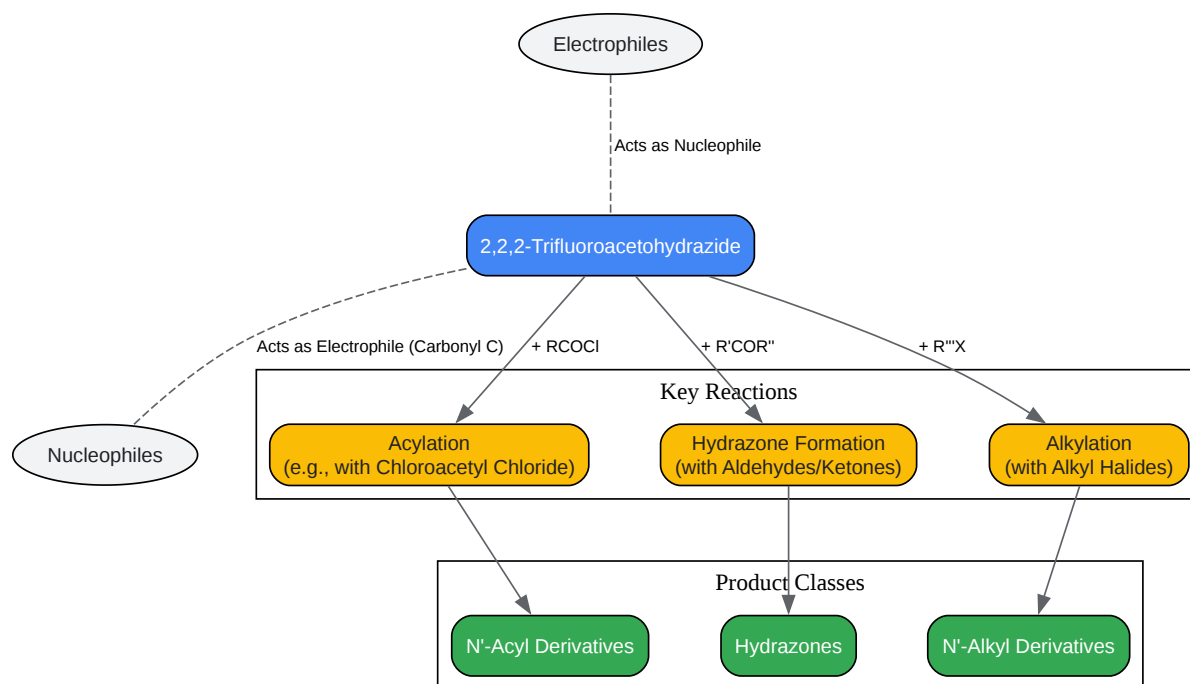 Electrophiles
Acts as Nucleophile
2,2,2-Trifluoroacetohydrazide
Acts as Electrophile (Carbonyl C)
+ RCOCl
+ R'COR"
+ R"'X
Key Reactions
Nucleophiles
Acylation
(e.g., with Chloroacetyl Chloride)
Hydrazone Formation
(with Aldehydes/Ketones)
Alkylation
(with Alkyl Halides)
Product Classes
N'-Acyl Derivatives
Hydrazones
N'-Alkyl Derivatives